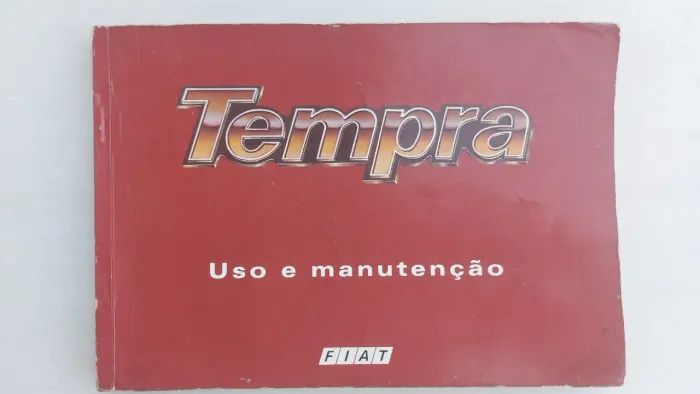 Tempra
Uso e manutenção
FIAT